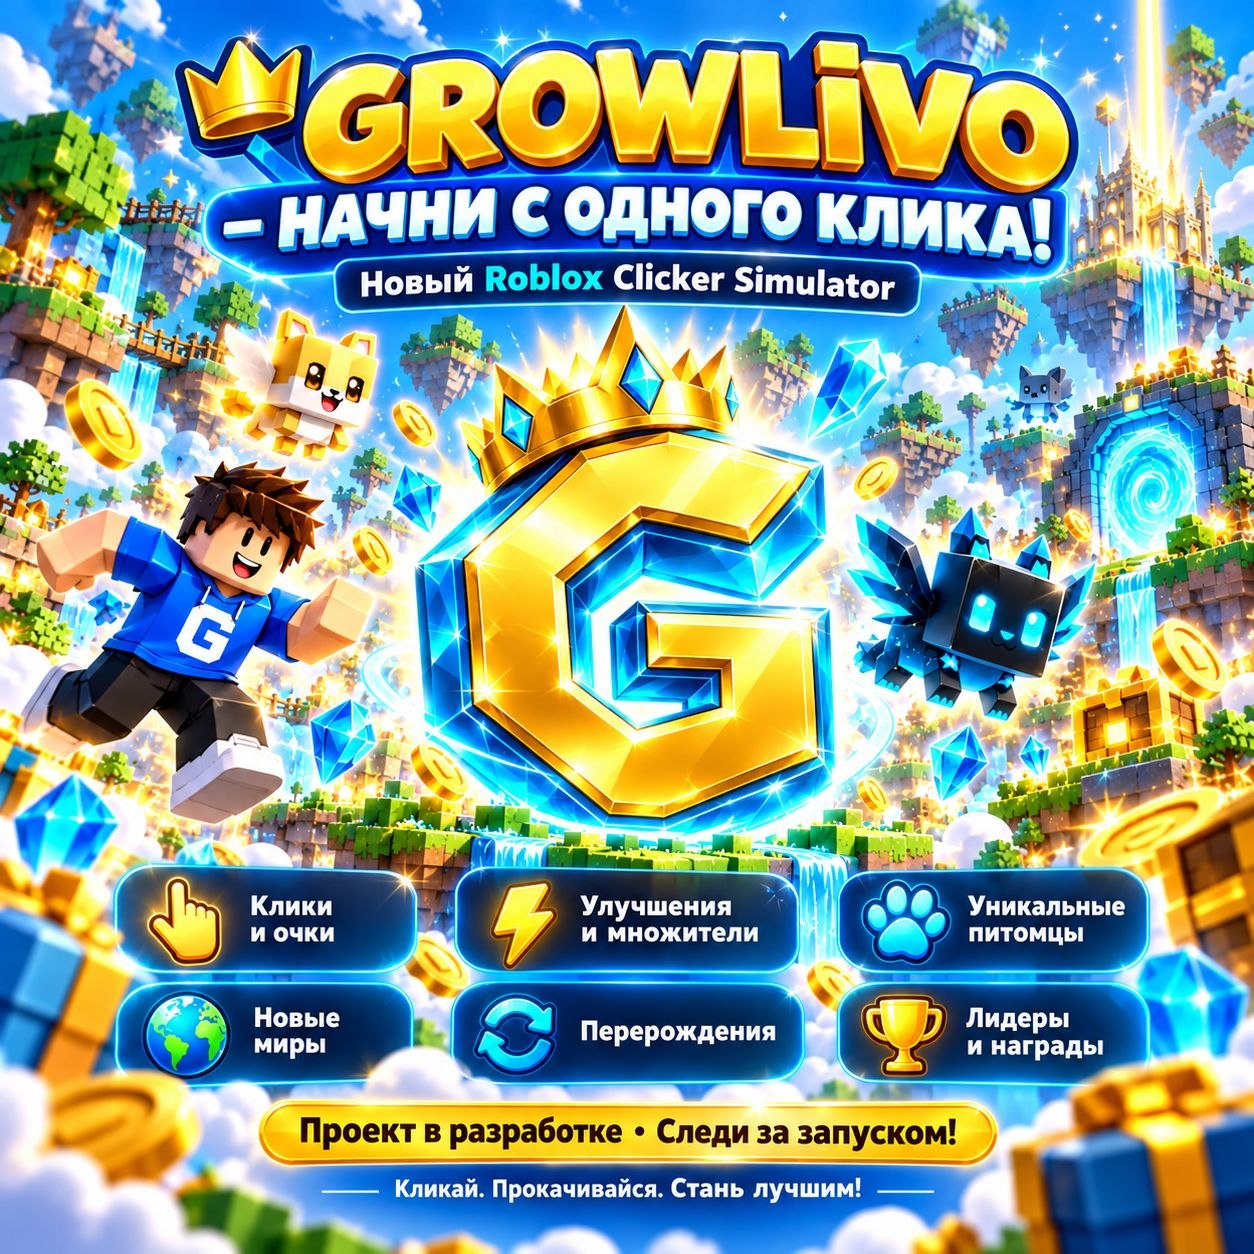 GROWLiVO
– НАЧНИ С ОДНОГО КЛИКА!
Новый Roblox Clicker Simulator
G
G
Клики
и очки
Улучшения
и множители
Уникальные
питомцы
Новые
миры
Перерождения
Лидеры
и награды
Проект в разработке • Следи за запуском!
Кликай. Прокачивайся. Стань лучшим!